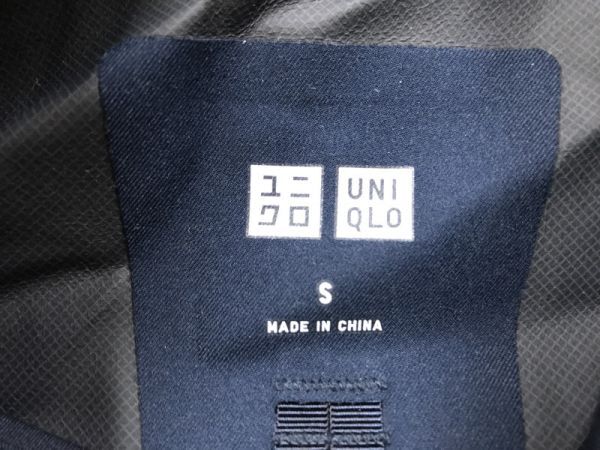 ユニ
クロ
UNI
QLO
S
MADE IN CHINA